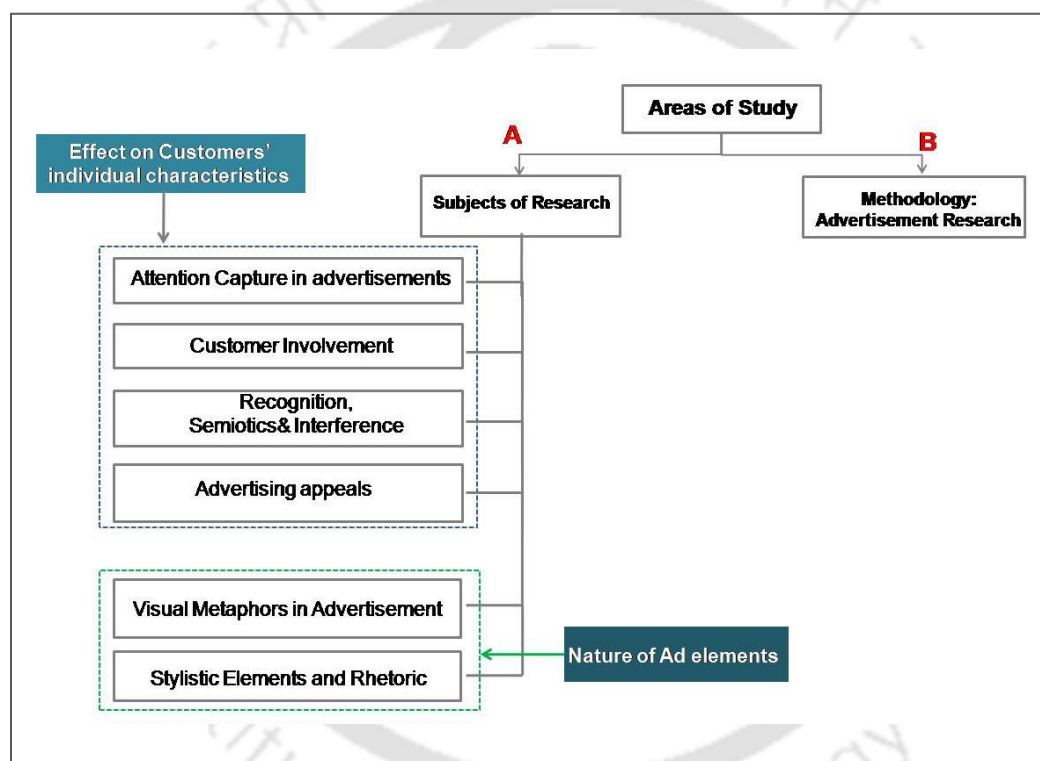 Areas of Study
A
B
Effect on Customers'
individual characteristics
Subjects of Research
Methodology:
Advertisement Research
Attention Capture in advertisements
Customer Involvement
Recognition,
Semiotics& Interference
Advertising appeals
Visual Metaphors in Advertisement
Nature of Ad elements
Stylistic Elements and Rhetoric